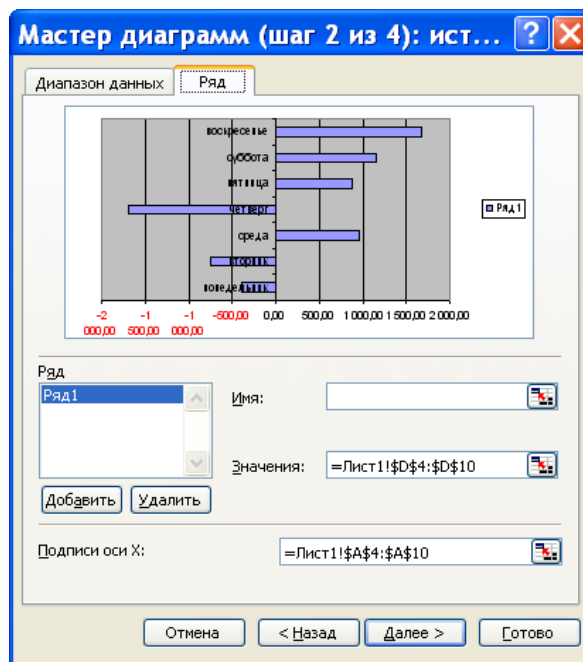 Мастер диаграмм (шаг 2 из 4): ист...
Диапазон данных
Ряд
воскресенье
суббота
пятница
четверг
среда
вторник
понедельник
-2 000,00
-1 500,00
-1 000,00
-500,00
0,00
500,00
1 000,00
1 500,00
2 000,00
Ряд1
Ряд
Ряд1
Имя:
Значения:
=Лист1!$D$4:$D$10
Добавить
Удалить
Подписи оси X:
=Лист1!$A$4:$A$10
Отмена
< Назад
Далее >
Готово